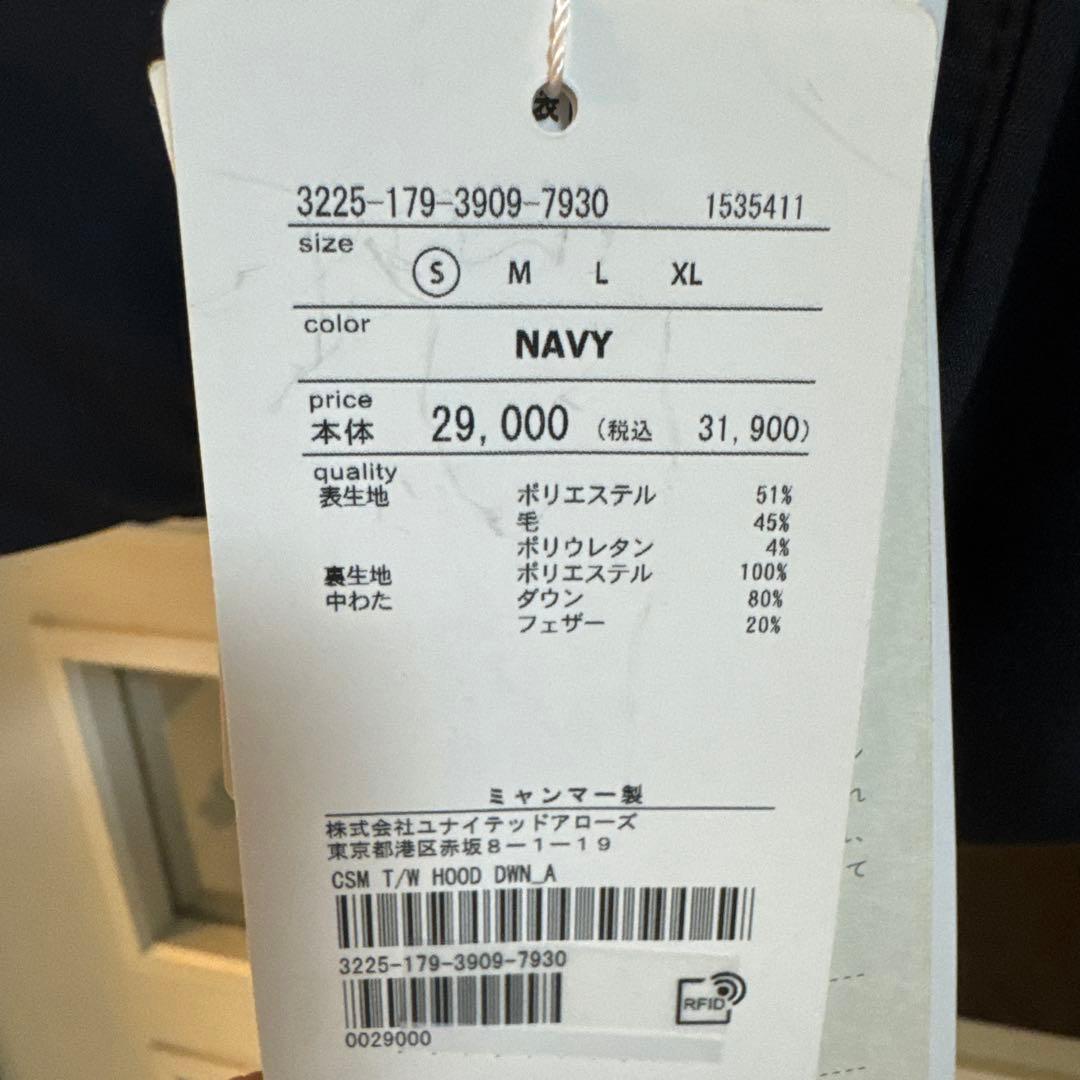 衣
3225-179-3909-7930 1535411
size
S M L XL
color
NAVY
price
本体 29,000 (税込 31,900)
quality
表生地 ポリエステル 51%
毛 45%
ポリウレタン 4%
裏生地 ポリエステル 100%
中わた ダウン 80%
フェザー 20%
ミャンマー製
株式会社ユナイテッドアローズ
東京都港区赤坂8-1-19
CSM T/W HOOD DWN_A
3225-179-3909-7930
RFID
0029000
れ
い
て